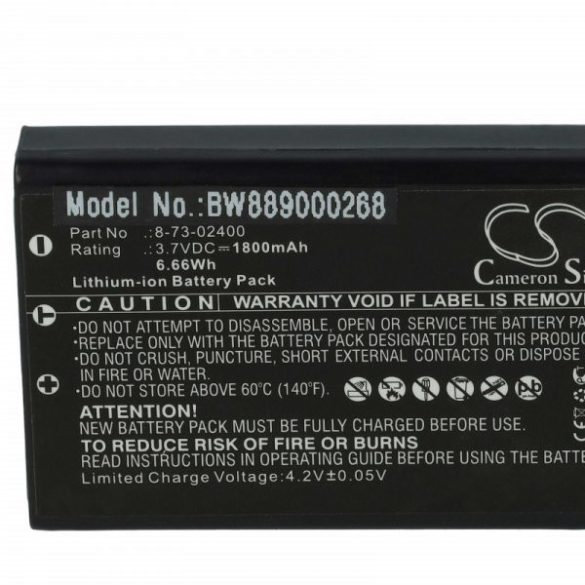 Model No.:BW889000268
Part No : 8-73-02400
Rating : 3.7VDC⎓ 1800mAh
6.66Wh
Lithium-ion Battery Pack
CS
Cameron
CAUTION WARRANTY VOID IF LABEL IS REMOV
•DO NOT ATTEMPT TO DISASSEMBLE, OPEN OR SERVICE THE BATTERY
•REPLACE ONLY WITH THE BATTERY PACK DESIGNATED FOR
•DO NOT CRUSH, PUNCTURE, SHORT EXTERNAL CONTACTS OR DISPOSE
IN FIRE OR WATER.
•DO NOT STORE ABOVE 60°C (140°F).
Pb
ATTENTION!
NEW BATTERY PACK MUST BE FULLY CHARGED BEFORE
TO REDUCE RISK OF FIRE OR BURNS
READ INSTRUCTIONS ON OPERATING GUIDE BEFORE USING
Limited Charge Voltage:4.2V±0.05V